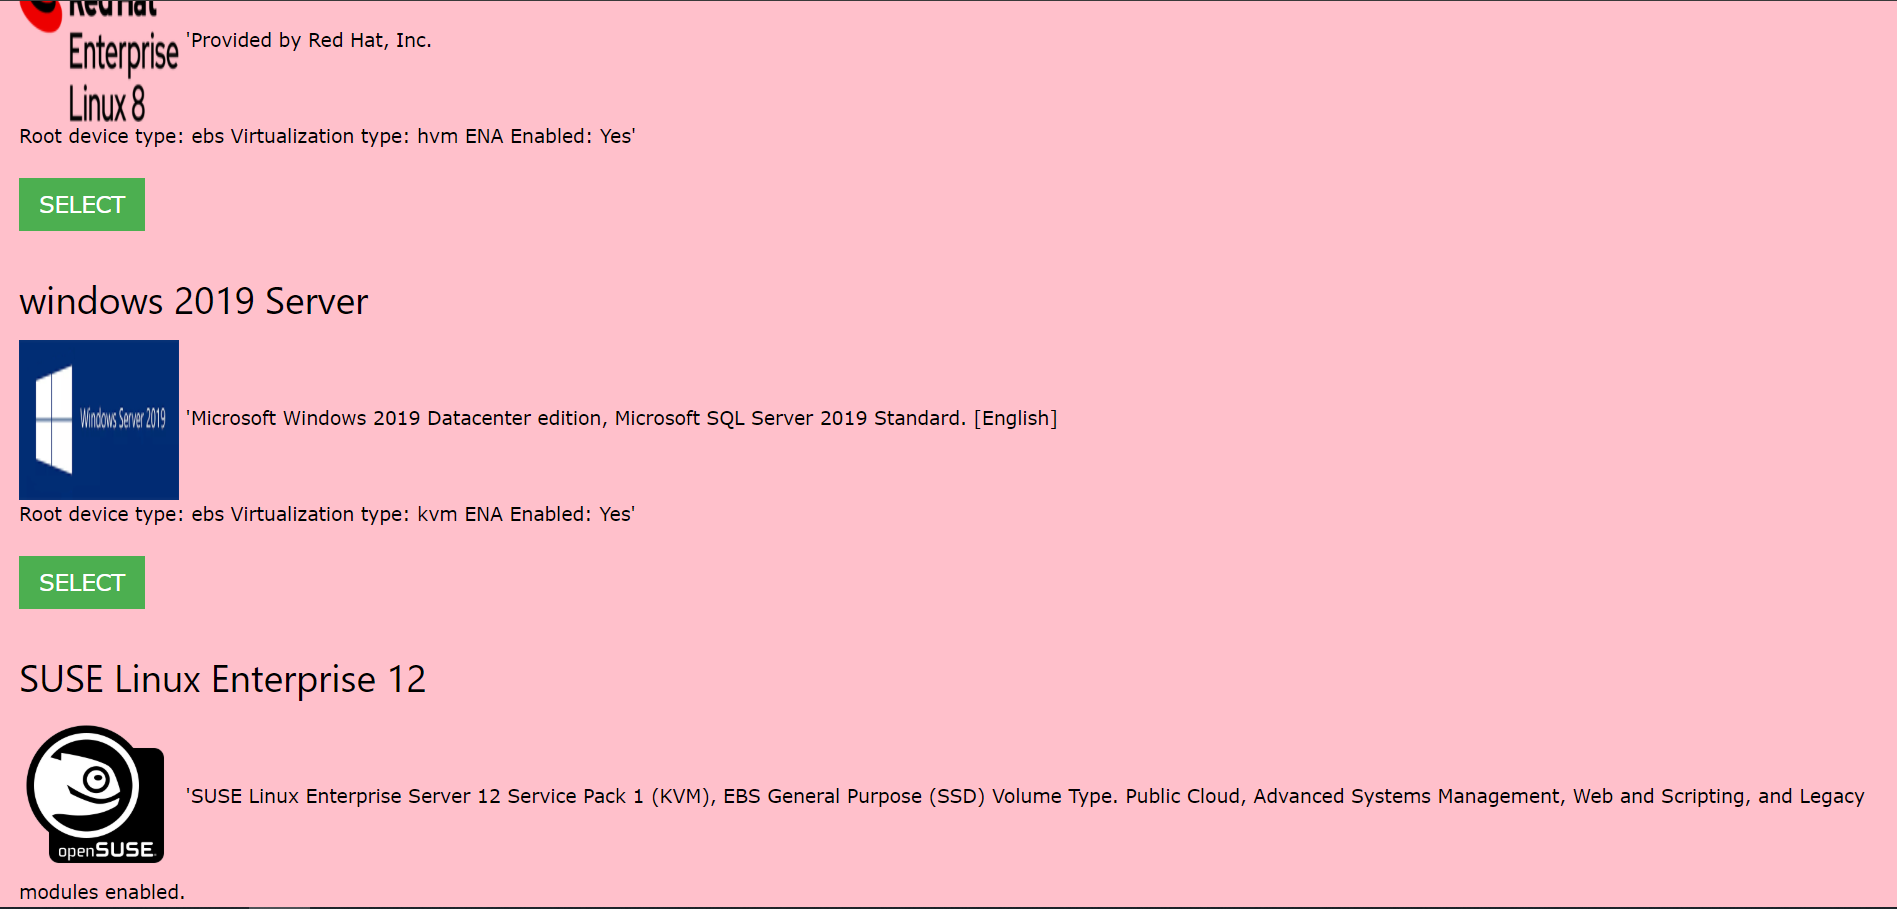 Red Hat
Enterprise
Linux 8
'Provided by Red Hat, Inc.
Root device type: ebs Virtualization type: hvm ENA Enabled: Yes'
SELECT
windows 2019 Server
Windows Server 2019
'Microsoft Windows 2019 Datacenter edition, Microsoft SQL Server 2019 Standard. [English]
Root device type: ebs Virtualization type: kvm ENA Enabled: Yes'
SELECT
SUSE Linux Enterprise 12
openSUSE
'SUSE Linux Enterprise Server 12 Service Pack 1 (KVM), EBS General Purpose (SSD) Volume Type. Public Cloud, Advanced Systems Management, Web and Scripting, and Legacy
modules enabled.